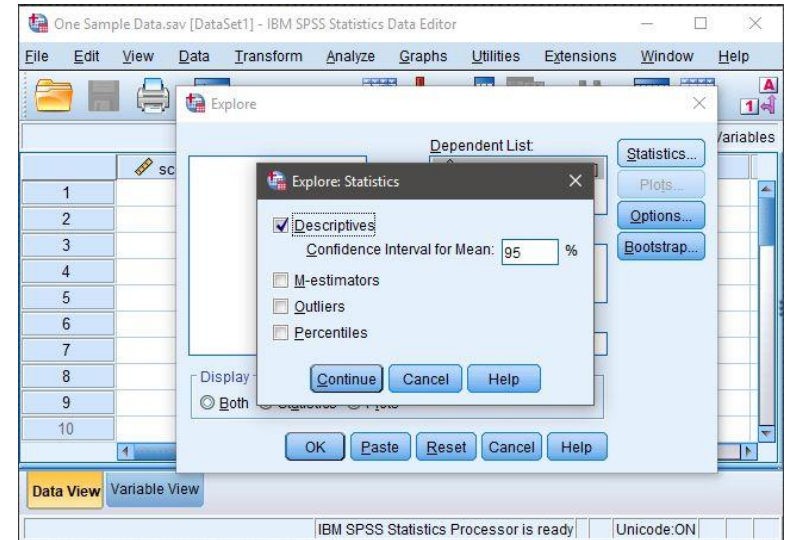 One Sample Data.sav [DataSet1] - IBM SPSS Statistics Data Editor
File Edit View Data Transform Analyze Graphs Utilities Extensions Window Help
Explore
A
1
Variables
Dependent List:
Statistics...
Plots...
Options...
Bootstrap...
sc
1
2
3
4
5
6
7
8
9
10
Explore: Statistics
Descriptives
Confidence Interval for Mean: 95 %
M-estimators
Outliers
Percentiles
Continue Cancel Help
Display
Both
OK Paste Reset Cancel Help
Data View Variable View
IBM SPSS Statistics Processor is ready Unicode:ON